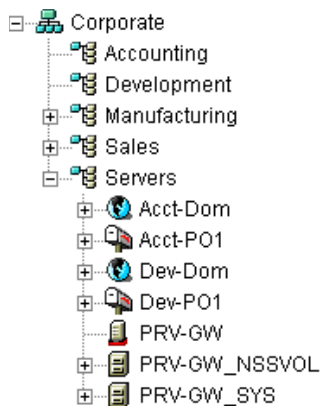 Corporate
Accounting
Development
Manufacturing
Sales
Servers
Acct-Dom
Acct-PO1
Dev-Dom
Dev-PO1
PRV-GW
PRV-GW_NSSVOL
PRV-GW_SYS